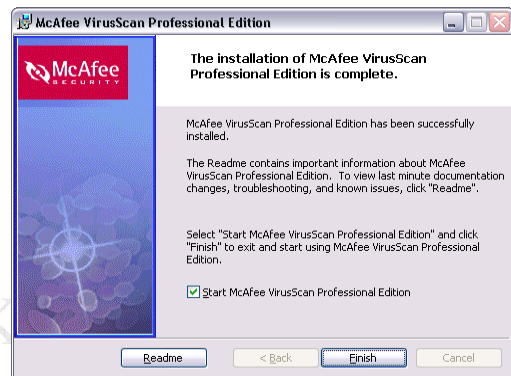 McAfee VirusScan Professional Edition
McAfee
SECURITY
The installation of McAfee VirusScan
Professional Edition is complete.
McAfee VirusScan Professional Edition has been successfully
installed.
The Readme contains important information about McAfee
VirusScan Professional Edition. To view last minute documentation
changes, troubleshooting, and known issues, click "Readme".
Select "Start McAfee VirusScan Professional Edition" and click
"Finish" to exit and start using McAfee VirusScan Professional
Edition.
Start McAfee VirusScan Professional Edition
Readme
< Back
Finish
Cancel